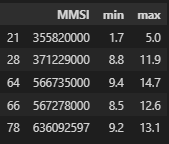 MMSI min max
21 355820000 1.7 5.0
28 371229000 8.8 11.9
64 566735000 9.4 14.7
66 567278000 8.5 12.6
78 636092597 9.2 13.1